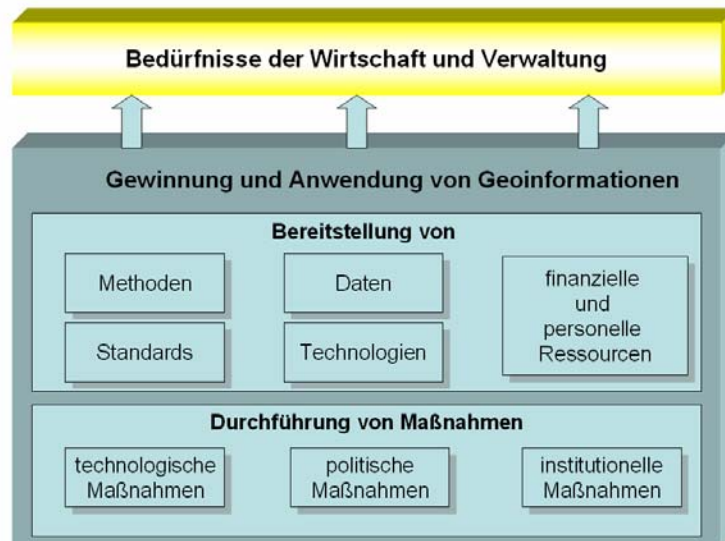 Bedürfnisse der Wirtschaft und Verwaltung
Gewinnung und Anwendung von Geoinformationen
Bereitstellung von
Methoden
Daten
finanzielle
und
personelle
Ressourcen
Standards
Technologien
Durchführung von Maßnahmen
technologische
Maßnahmen
politische
Maßnahmen
institutionelle
Maßnahmen